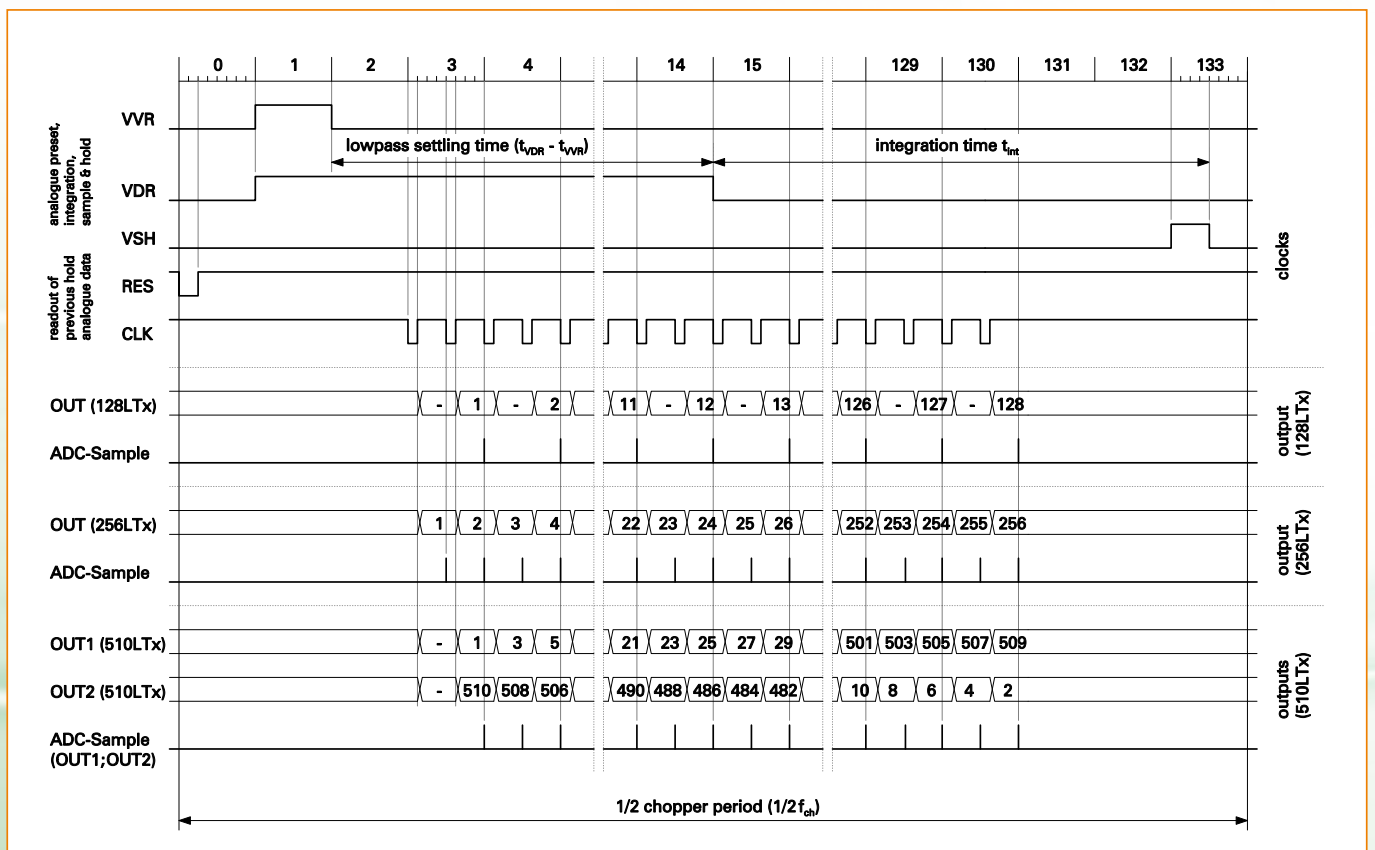 0 1 2 3 4 14 15 129 130 131 132 133
analogue preset,
integration,
sample & hold
VVR
lowpass settling time (tVDR - tVVR)
integration time tint
VDR
VSH
readout of
previous hold
analogue data
RES
CLK
clocks
OUT (128LTx) - 1 - 2 11 - 12 - 13 126 - 127 - 128
ADC-Sample
output
(128LTx)
OUT (256LTx) 1 2 3 4 22 23 24 25 26 252 253 254 255 256
ADC-Sample
output
(256LTx)
OUT1 (510LTx) - 1 3 5 21 23 25 27 29 501 503 505 507 509
OUT2 (510LTx) - 510 508 506 490 488 486 484 482 10 8 6 4 2
ADC-Sample
(OUT1;OUT2)
outputs
(510LTx)
1/2 chopper period (1/2fch)